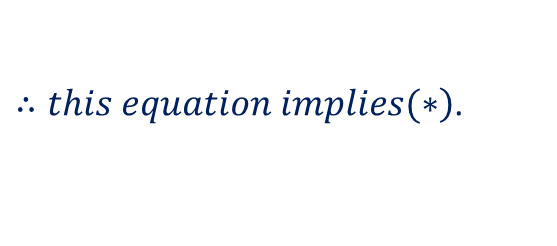 ∴ this equation implies(∗).